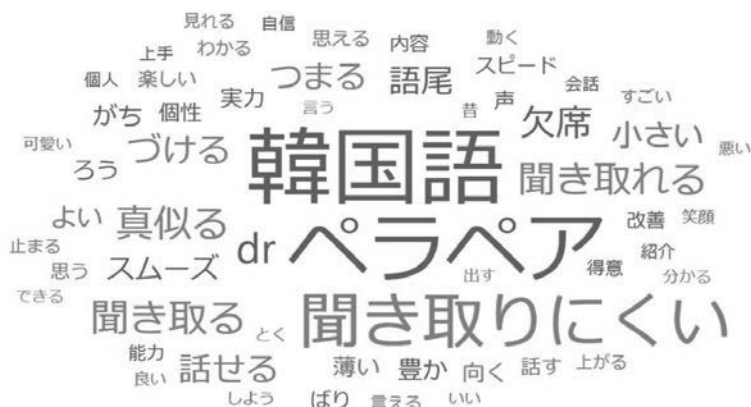 見れる 自信 思える 内容 動く
上手 わかる つまる 語尾 スピード
個人 楽しい 実力 言う 昔 声 会話 すごい
がち 個性 欠席 小さい 悪い
可愛い ろう づける 韓国語 聞き取れる
よい 真似る dr ペラペア 改善 笑顔
止まる 思う スムーズ 出す 得意 紹介 分かる
できる 聞き取る とく 聞き取りにくい
能力 良い 話せる 薄い 豊か 向く 話す 上がる
しよう ばり 言える いい